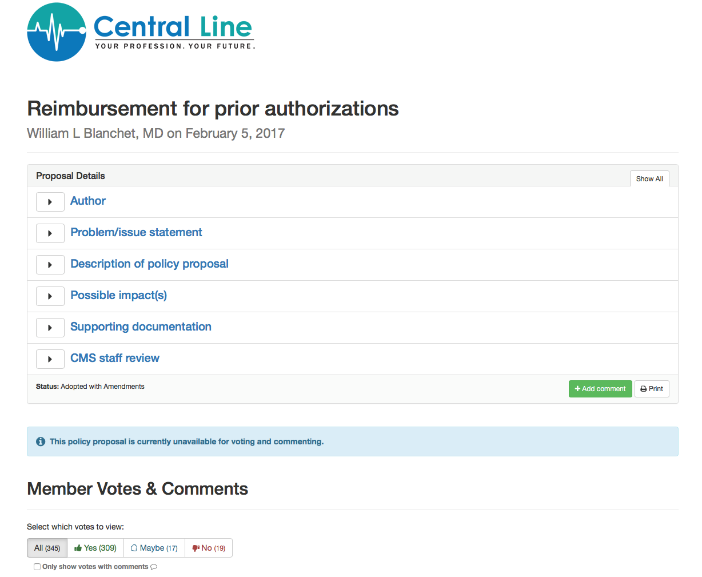 Central Line
YOUR PROFESSION. YOUR FUTURE.
Reimbursement for prior authorizations
William L Blanchet, MD on February 5, 2017
Proposal Details
Show All
Author
Problem/issue statement
Description of policy proposal
Possible impact(s)
Supporting documentation
CMS staff review
Status: Adopted with Amendments
+ Add comment
Print
This policy proposal is currently unavailable for voting and commenting.
Member Votes & Comments
Select which votes to view:
All (345) Yes (309) Maybe (17) No (19)
Only show votes with comments